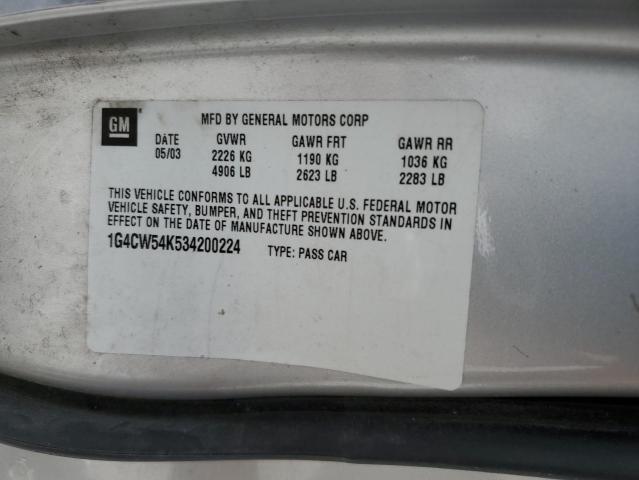 GM
MFD BY GENERAL MOTORS CORP
DATE GVWR GAWR FRT GAWR RR
05/03 2226 KG 1190 KG 1036 KG
4906 LB 2623 LB 2283 LB
THIS VEHICLE CONFORMS TO ALL APPLICABLE U.S. FEDERAL MOTOR
VEHICLE SAFETY, BUMPER, AND THEFT PREVENTION STANDARDS IN
EFFECT ON THE DATE OF MANUFACTURE SHOWN ABOVE.
1G4CW54K534200224 TYPE: PASS CAR